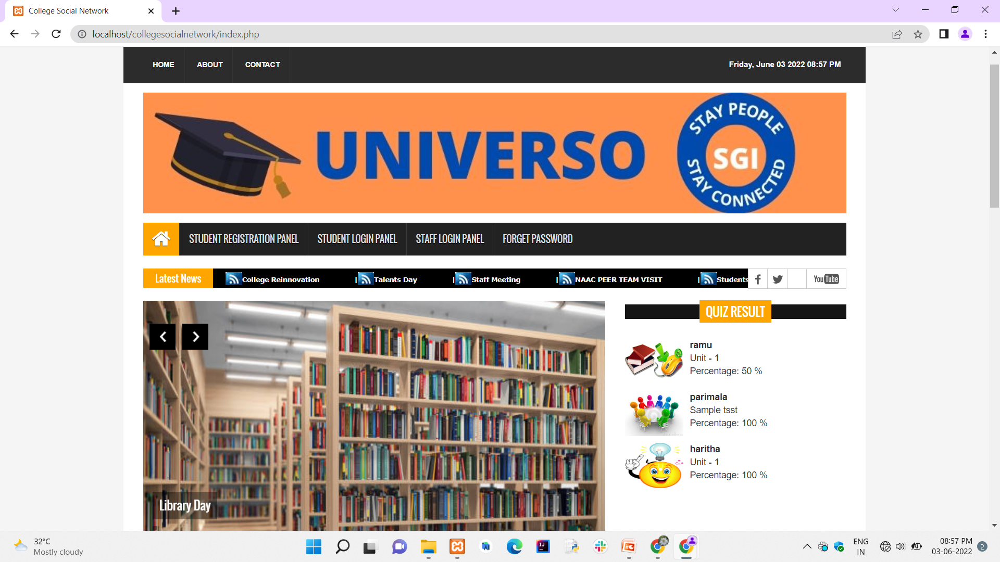 College Social Network
localhost/collegesocialnetwork/index.php
HOME
ABOUT
CONTACT
Friday, June 03 2022 08:57 PM
UNIVERSO
STAY PEOPLE
SGI
STAY CONNECTED
STUDENT REGISTRATION PANEL
STUDENT LOGIN PANEL
STAFF LOGIN PANEL
FORGET PASSWORD
Latest News
College Reinnovation
| Talents Day
| Staff Meeting
| NAAC PEER TEAM VISIT
| Students
You Tube
QUIZ RESULT
ramu
Unit - 1
Percentage: 50 %
parimala
Sample tsst
Percentage: 100 %
haritha
Unit - 1
Percentage: 100 %
Library Day
32°C
Mostly cloudy
IJ
EC
ENG
IN
08:57 PM
03-06-2022
2